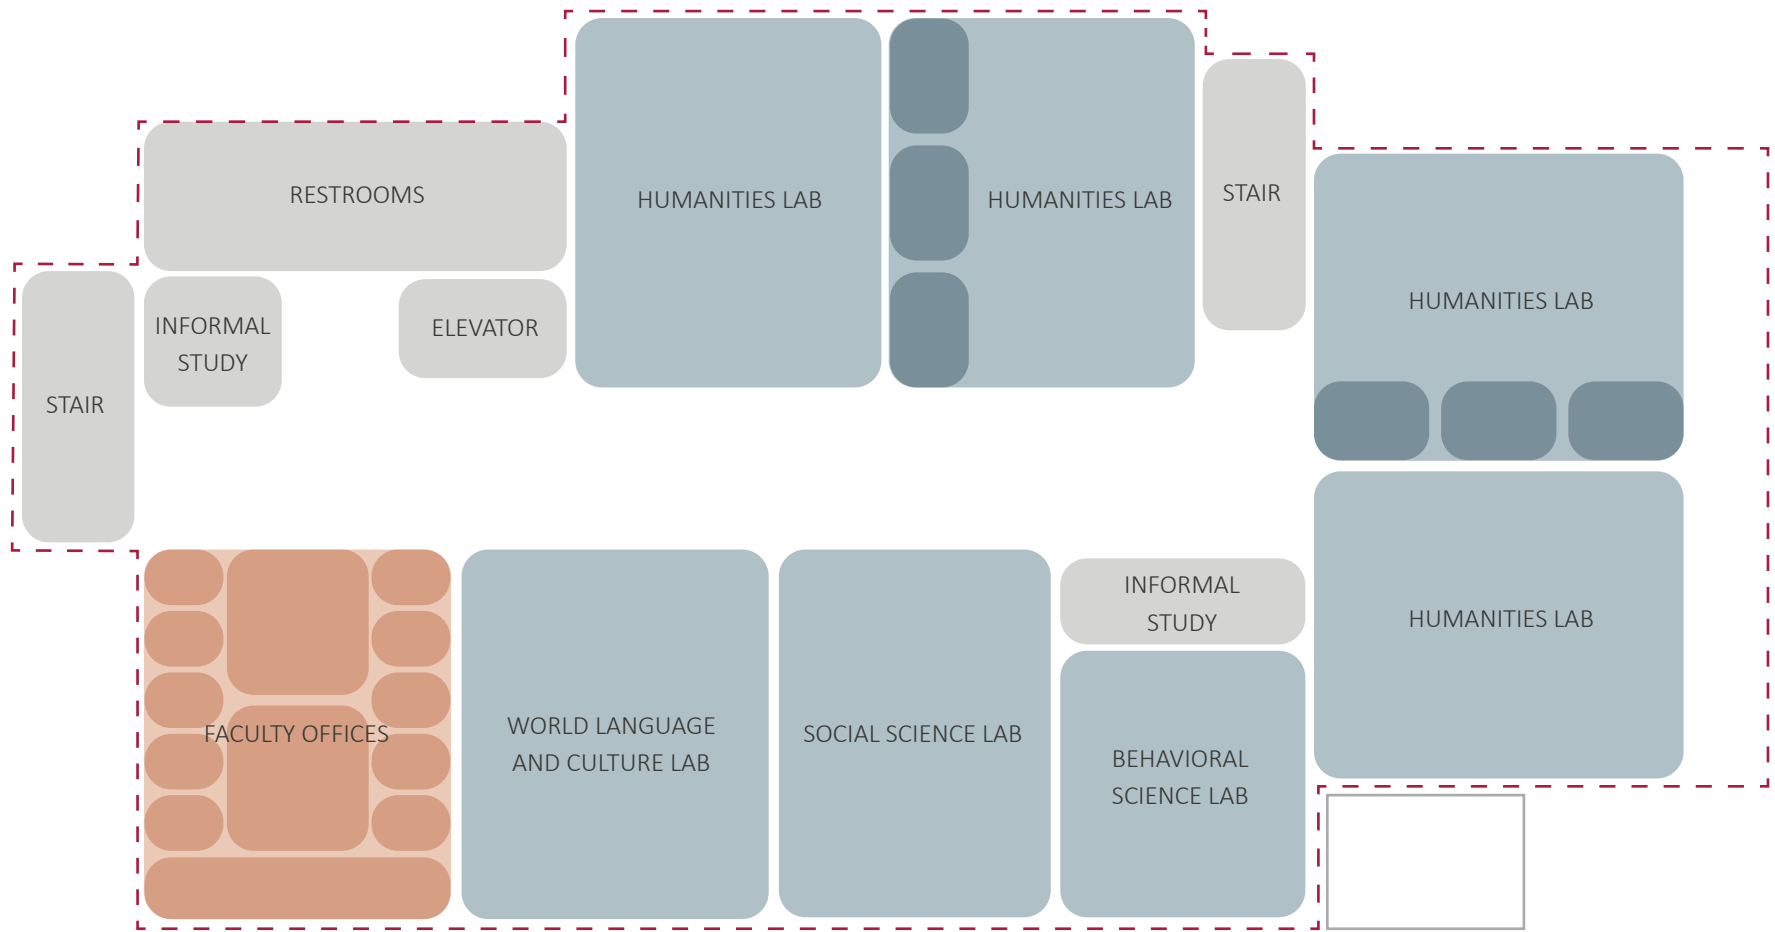 RESTROOMS
HUMANITIES LAB
HUMANITIES LAB
STAIR
HUMANITIES LAB
INFORMAL
STUDY
ELEVATOR
STAIR
INFORMAL
STUDY
HUMANITIES LAB
FACULTY OFFICES
WORLD LANGUAGE
AND CULTURE LAB
SOCIAL SCIENCE LAB
BEHAVIORAL
SCIENCE LAB